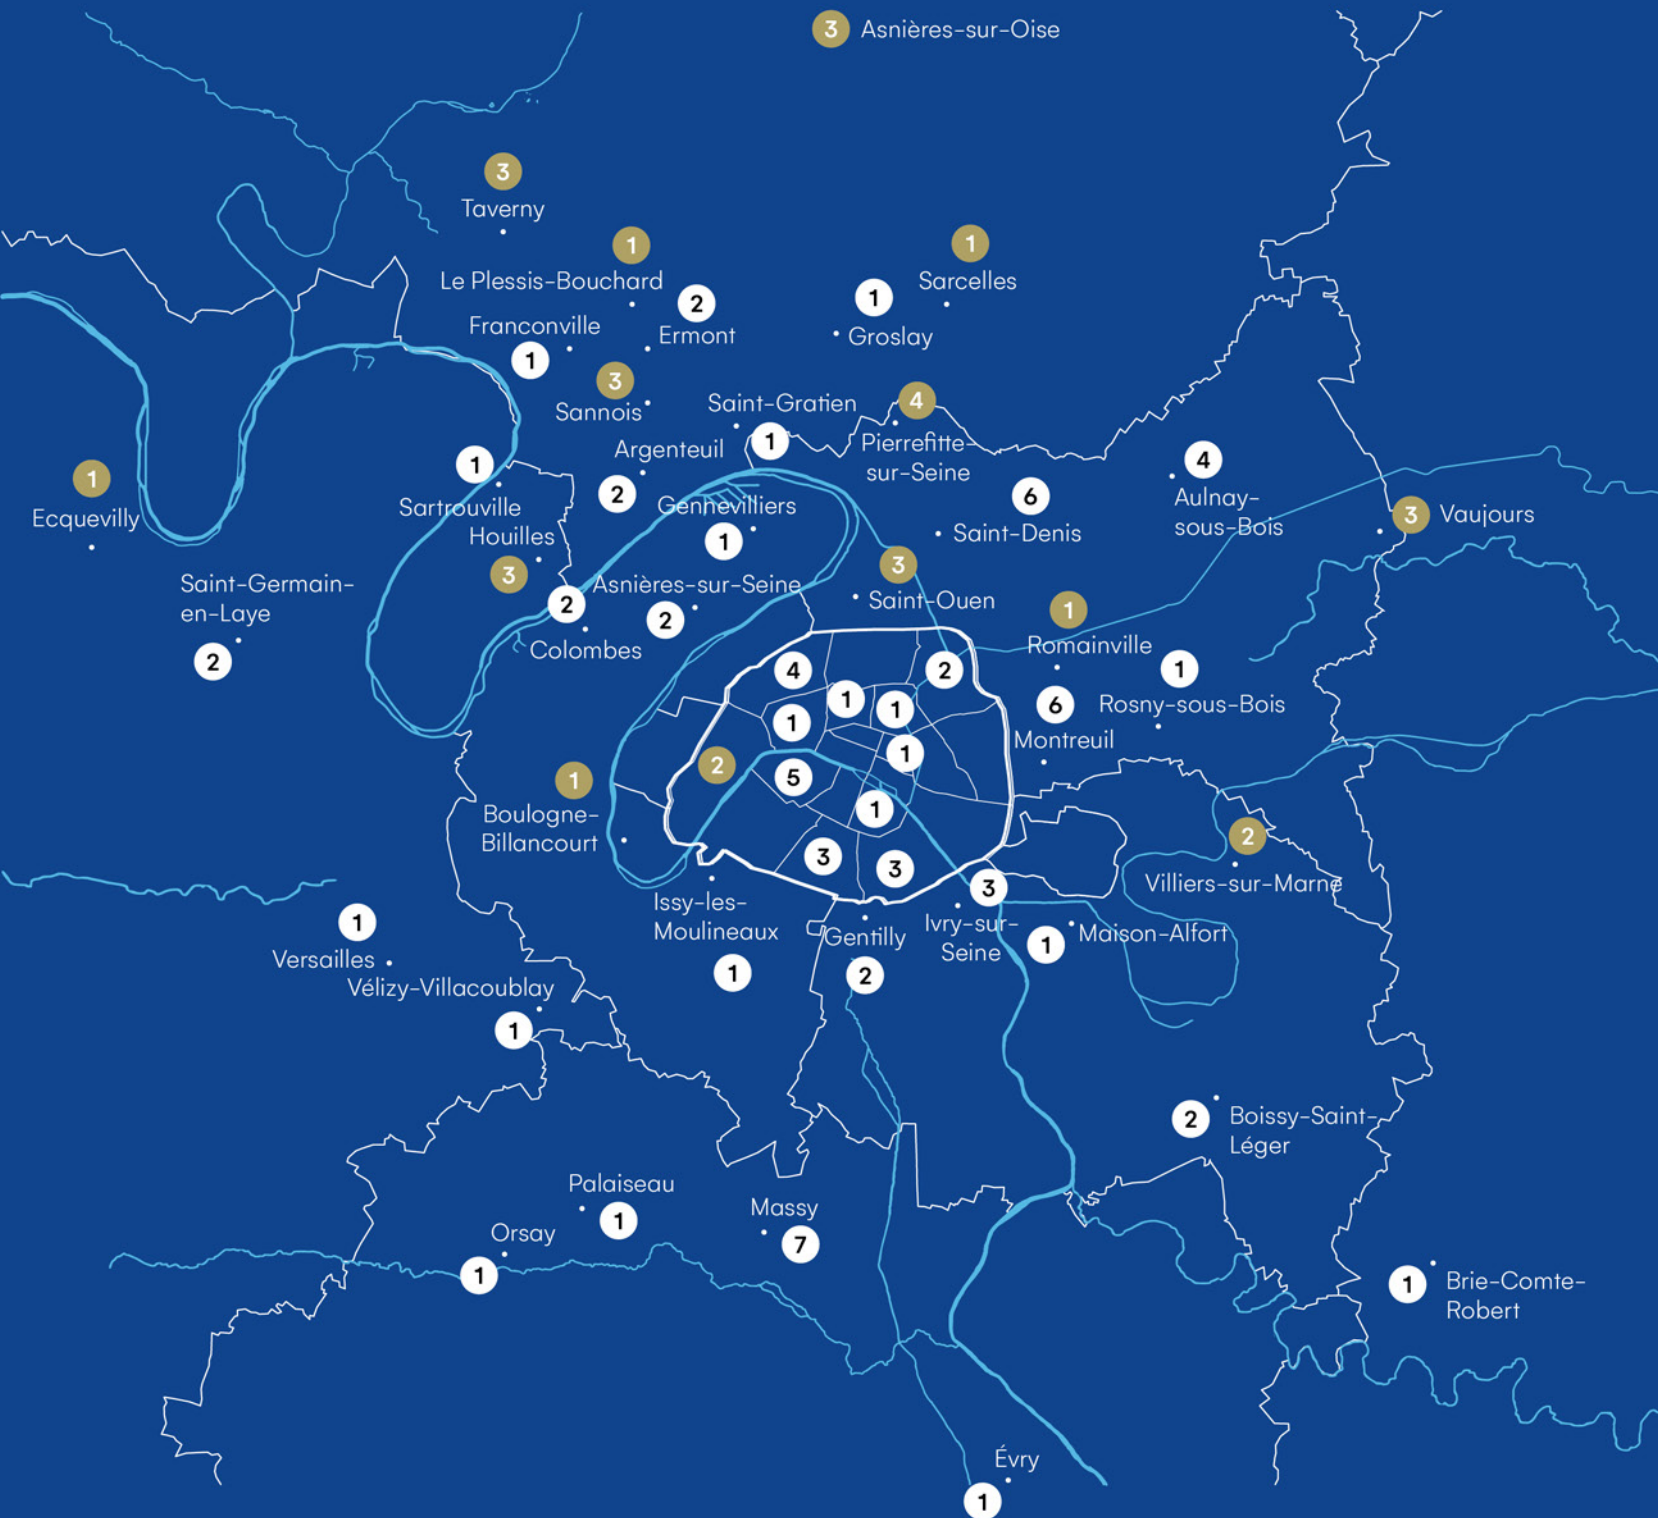 3 Asnières-sur-Oise
3
Taverny
1
Le Plessis-Bouchard
1
Sarcelles
2
Ermont
1
Groslay
Franconville
1
3
Sannois
Saint-Gratien
1
4
Pierrefitte-
sur-Seine
Argenteuil
2
1
Sartrouville
4
Aulnay-
sous-Bois
1
Ecquevilly
Gennevilliers
1
6
Saint-Denis
3 Vaujours
Houilles
3
3
Saint-Ouen
Saint-Germain-
en-Laye
2
2
Colombes
Asnières-sur-Seine
2
1
Romainville
1
Rosny-sous-Bois
6
Montreuil
4
2
1
1
1
1
2
5
1
3
3
1
Boulogne-
Billancourt
2
Villiers-sur-Marne
3
Ivry-sur-
Seine
1
Maison-Alfort
Issy-les-
Moulineaux
1
Gentilly
2
1
Versailles
Vélizy-Villacoublay
1
2
Boissy-Saint-
Léger
Palaiseau
1
Massy
7
Orsay
1
1
Brie-Comte-
Robert
Évry
1